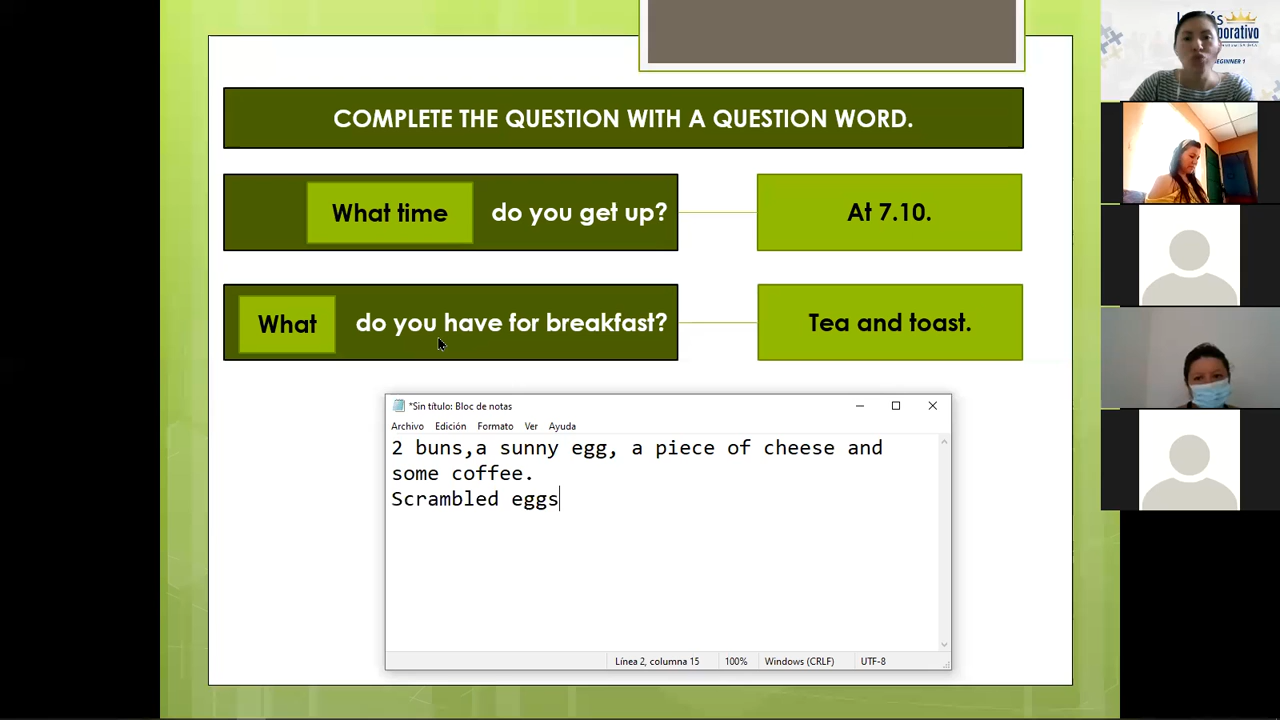 COMPLETE THE QUESTION WITH A QUESTION WORD.
What time do you get up?
At 7.10.
What do you have for breakfast?
Tea and toast.
*Sin título: Bloc de notas
Archivo Edición Formato Ver Ayuda
2 buns,a sunny egg, a piece of cheese and
some coffee.
Scrambled eggs
Línea 2, columna 15 100% Windows (CRLF) UTF-8